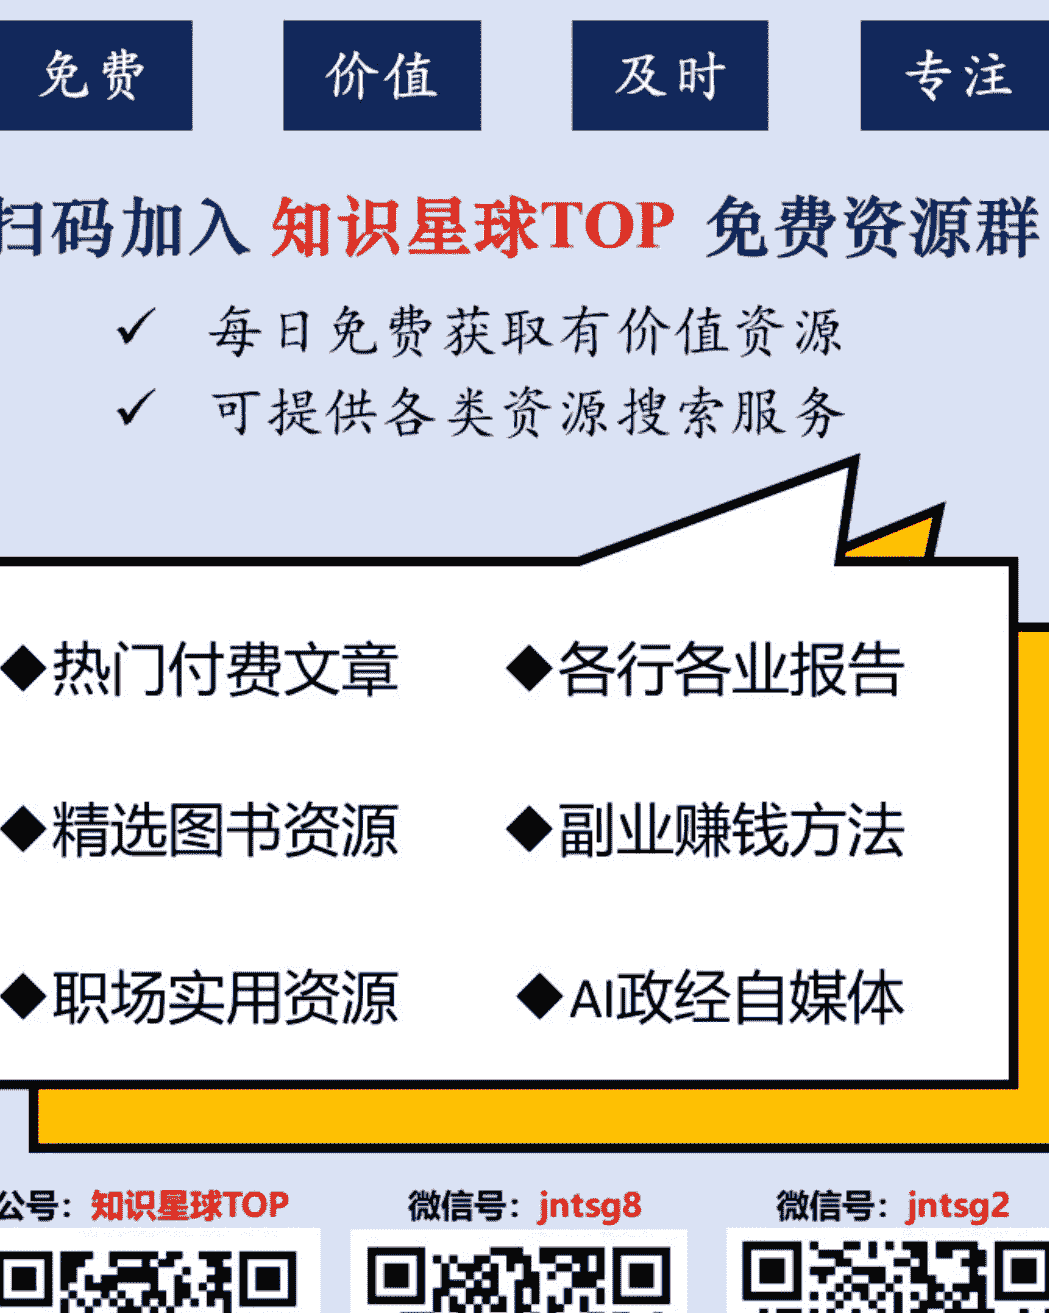 免费 价值 及时 专注
扫码加入 知识星球TOP 免费资源群
✓ 每日免费获取有价值资源
✓ 可提供各类资源搜索服务
◆热门付费文章 ◆各行各业报告
◆精选图书资源 ◆副业赚钱方法
◆职场实用资源 ◆AI政经自媒体
公号：知识星球TOP 微信号：jntsg8 微信号：jntsg2